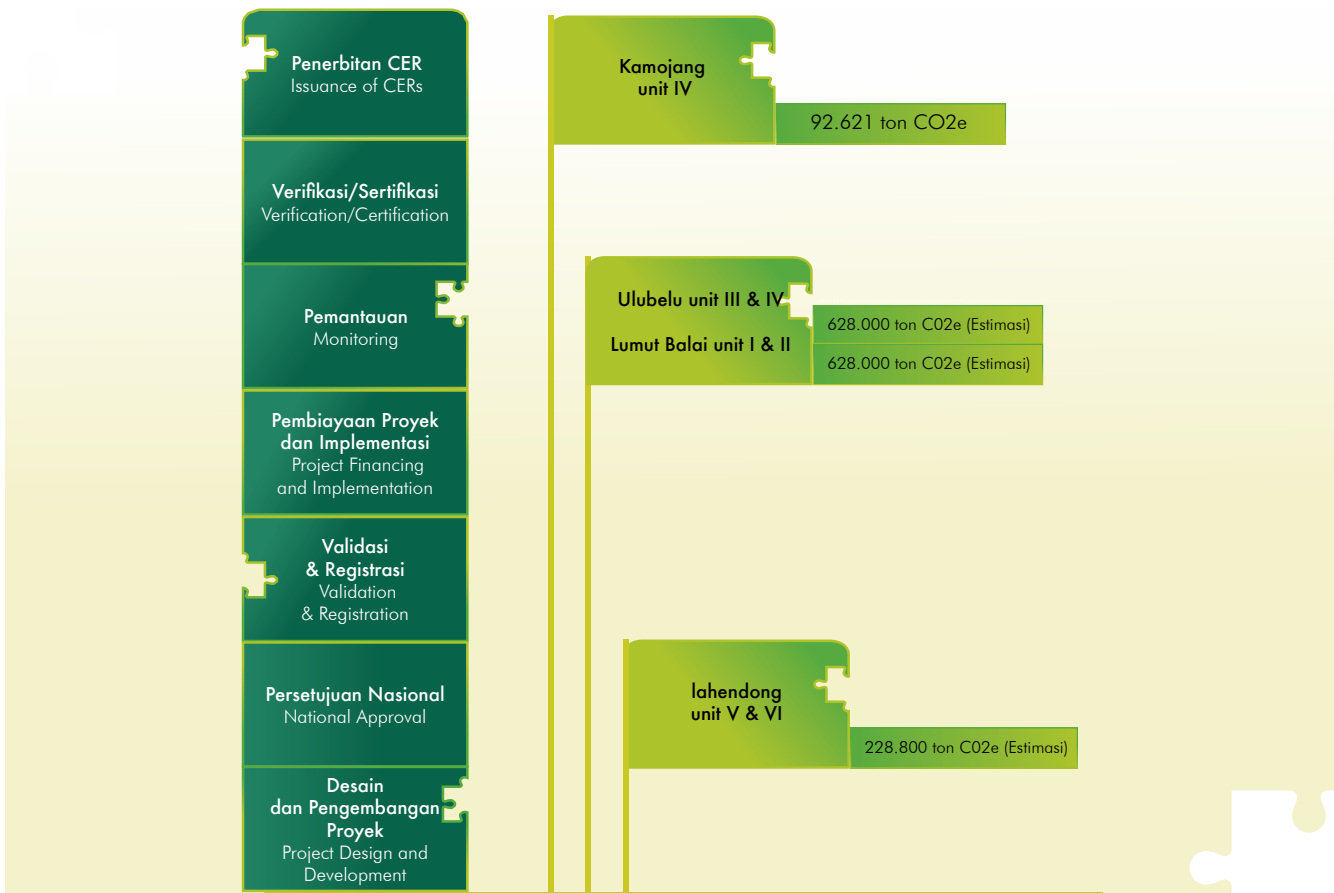 Penerbitan CER
Issuance of CERs
Verifikasi/Sertifikasi
Verification/Certification
Pemantauan
Monitoring
Pembiayaan Proyek
dan Implementasi
Project Financing
and Implementation
Validasi
& Registrasi
Validation
& Registration
Persetujuan Nasional
National Approval
Desain
dan Pengembangan
Proyek
Project Design and
Development
Kamojang
unit IV
92.621 ton CO2e
Ulubelu unit III & IV
628.000 ton C02e (Estimasi)
Lumut Balai unit I & II
628.000 ton C02e (Estimasi)
lahendong
unit V & VI
228.800 ton C02e (Estimasi)